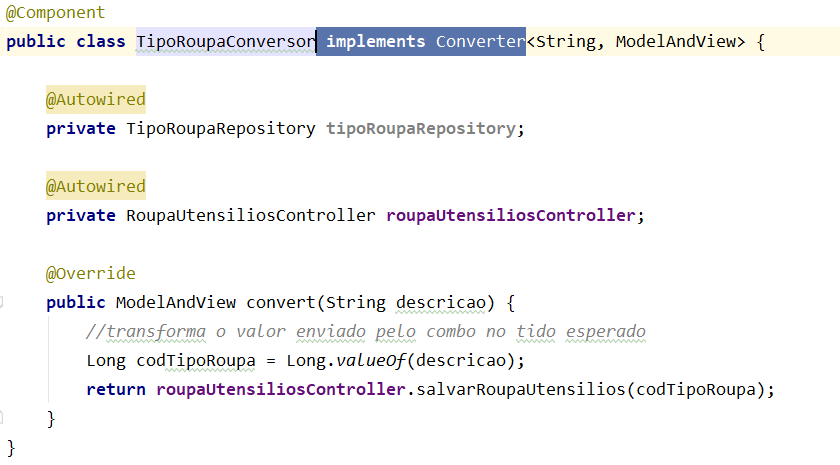 @Component
public class TipoRoupaConversor implements Converter<String, ModelAndView> {
@Autowired
private TipoRoupaRepository tipoRoupaRepository;
@Autowired
private RoupaUtensiliosController roupaUtensiliosController;
@Override
public ModelAndView convert(String descricao) {
//transforma o valor enviado pelo combo no tido esperado
Long codTipoRoupa = Long.valueOf(descricao);
return roupaUtensiliosController.salvarRoupaUtensilios(codTipoRoupa);
}
}